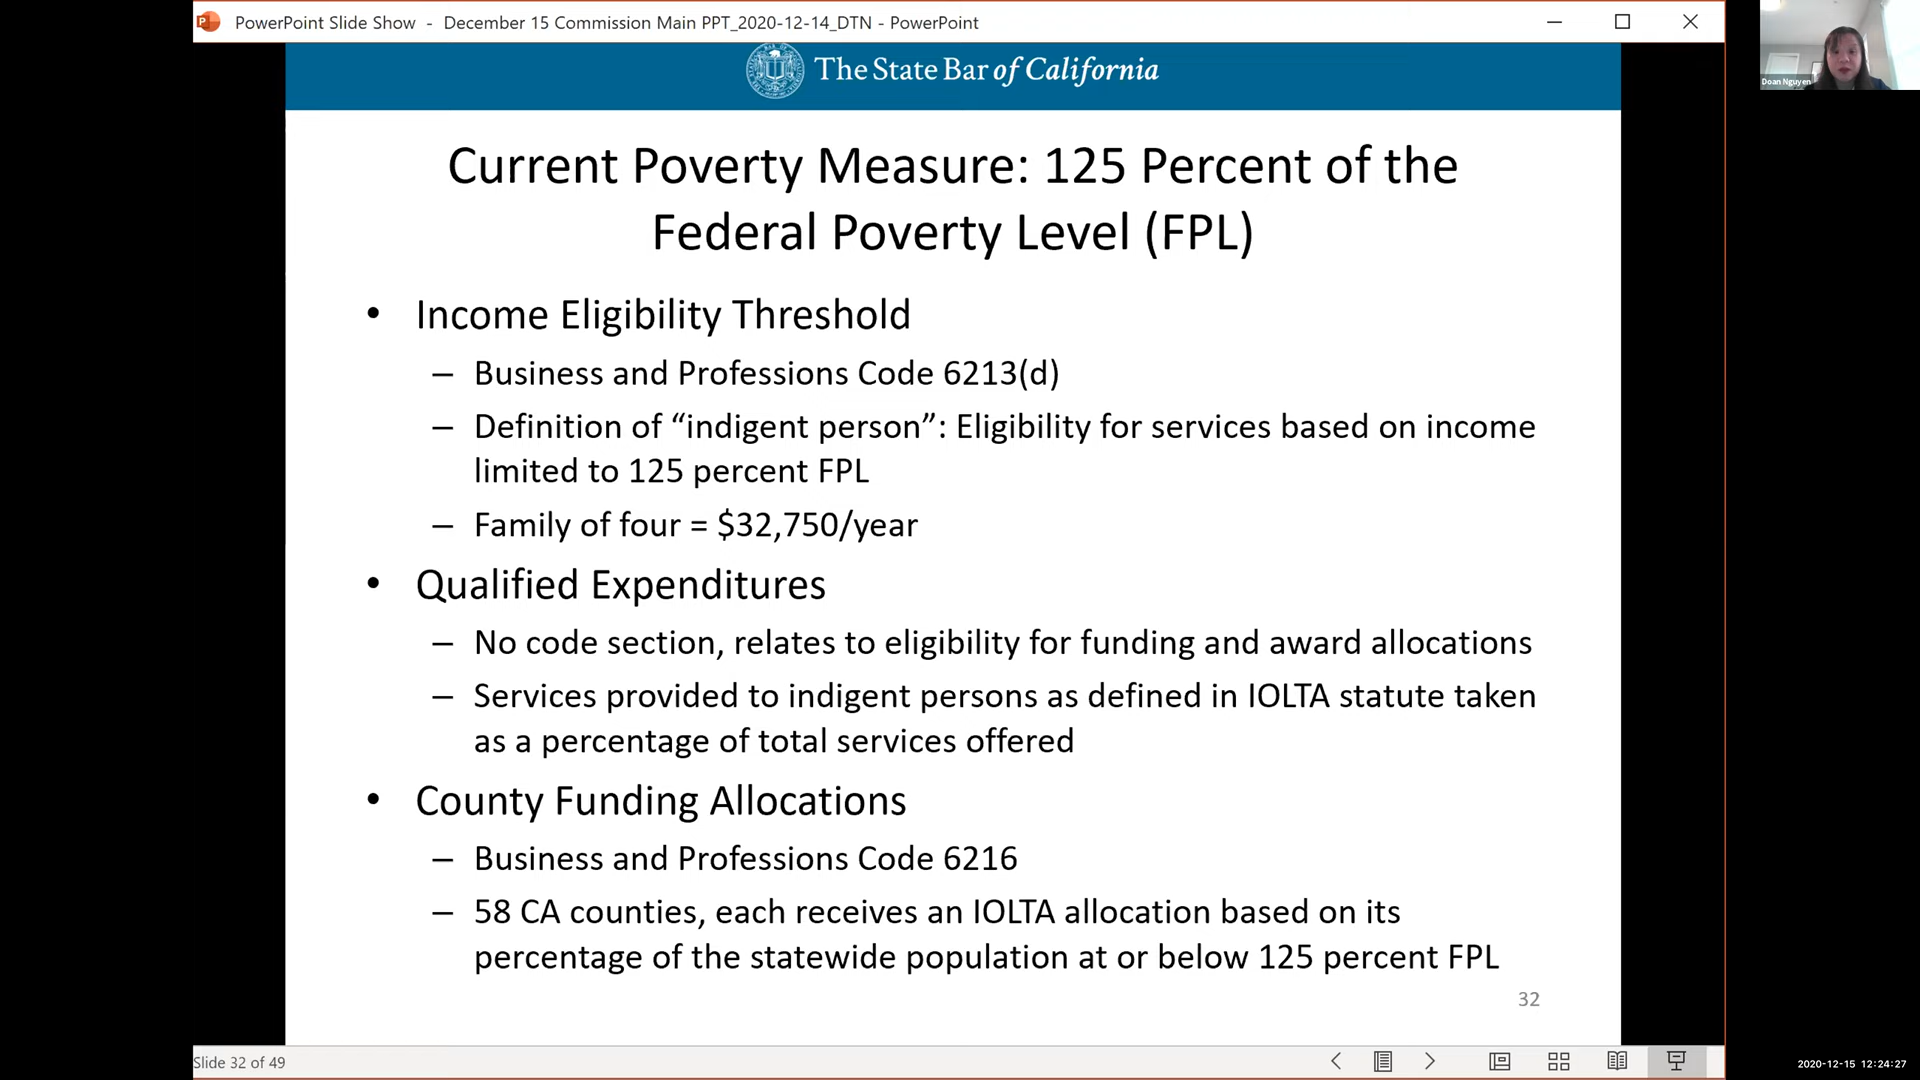 PowerPoint Slide Show - December 15 Commission Main PPT_2020-12-14_DTN - PowerPoint
The State Bar of California
Doan Nguyen
Current Poverty Measure: 125 Percent of the
Federal Poverty Level (FPL)
• Income Eligibility Threshold
– Business and Professions Code 6213(d)
– Definition of “indigent person”: Eligibility for services based on income
limited to 125 percent FPL
– Family of four = $32,750/year
• Qualified Expenditures
– No code section, relates to eligibility for funding and award allocations
– Services provided to indigent persons as defined in IOLTA statute taken
as a percentage of total services offered
• County Funding Allocations
– Business and Professions Code 6216
– 58 CA counties, each receives an IOLTA allocation based on its
percentage of the statewide population at or below 125 percent FPL
32
Slide 32 of 49
2020-12-15 12:24:27